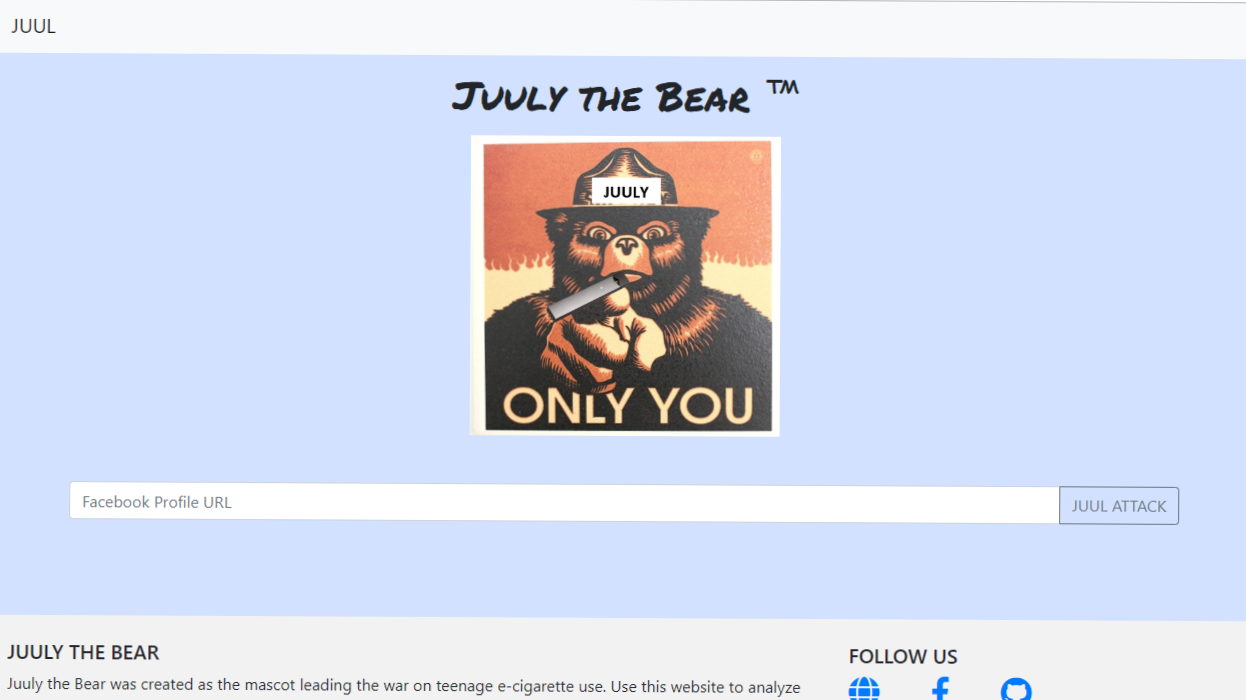 JUUL
Juuly the Bear ™
JUULY
ONLY YOU
Facebook Profile URL
JUUL ATTACK
JUULY THE BEAR
Juuly the Bear was created as the mascot leading the war on teenage e-cigarette use. Use this website to analyze
FOLLOW US